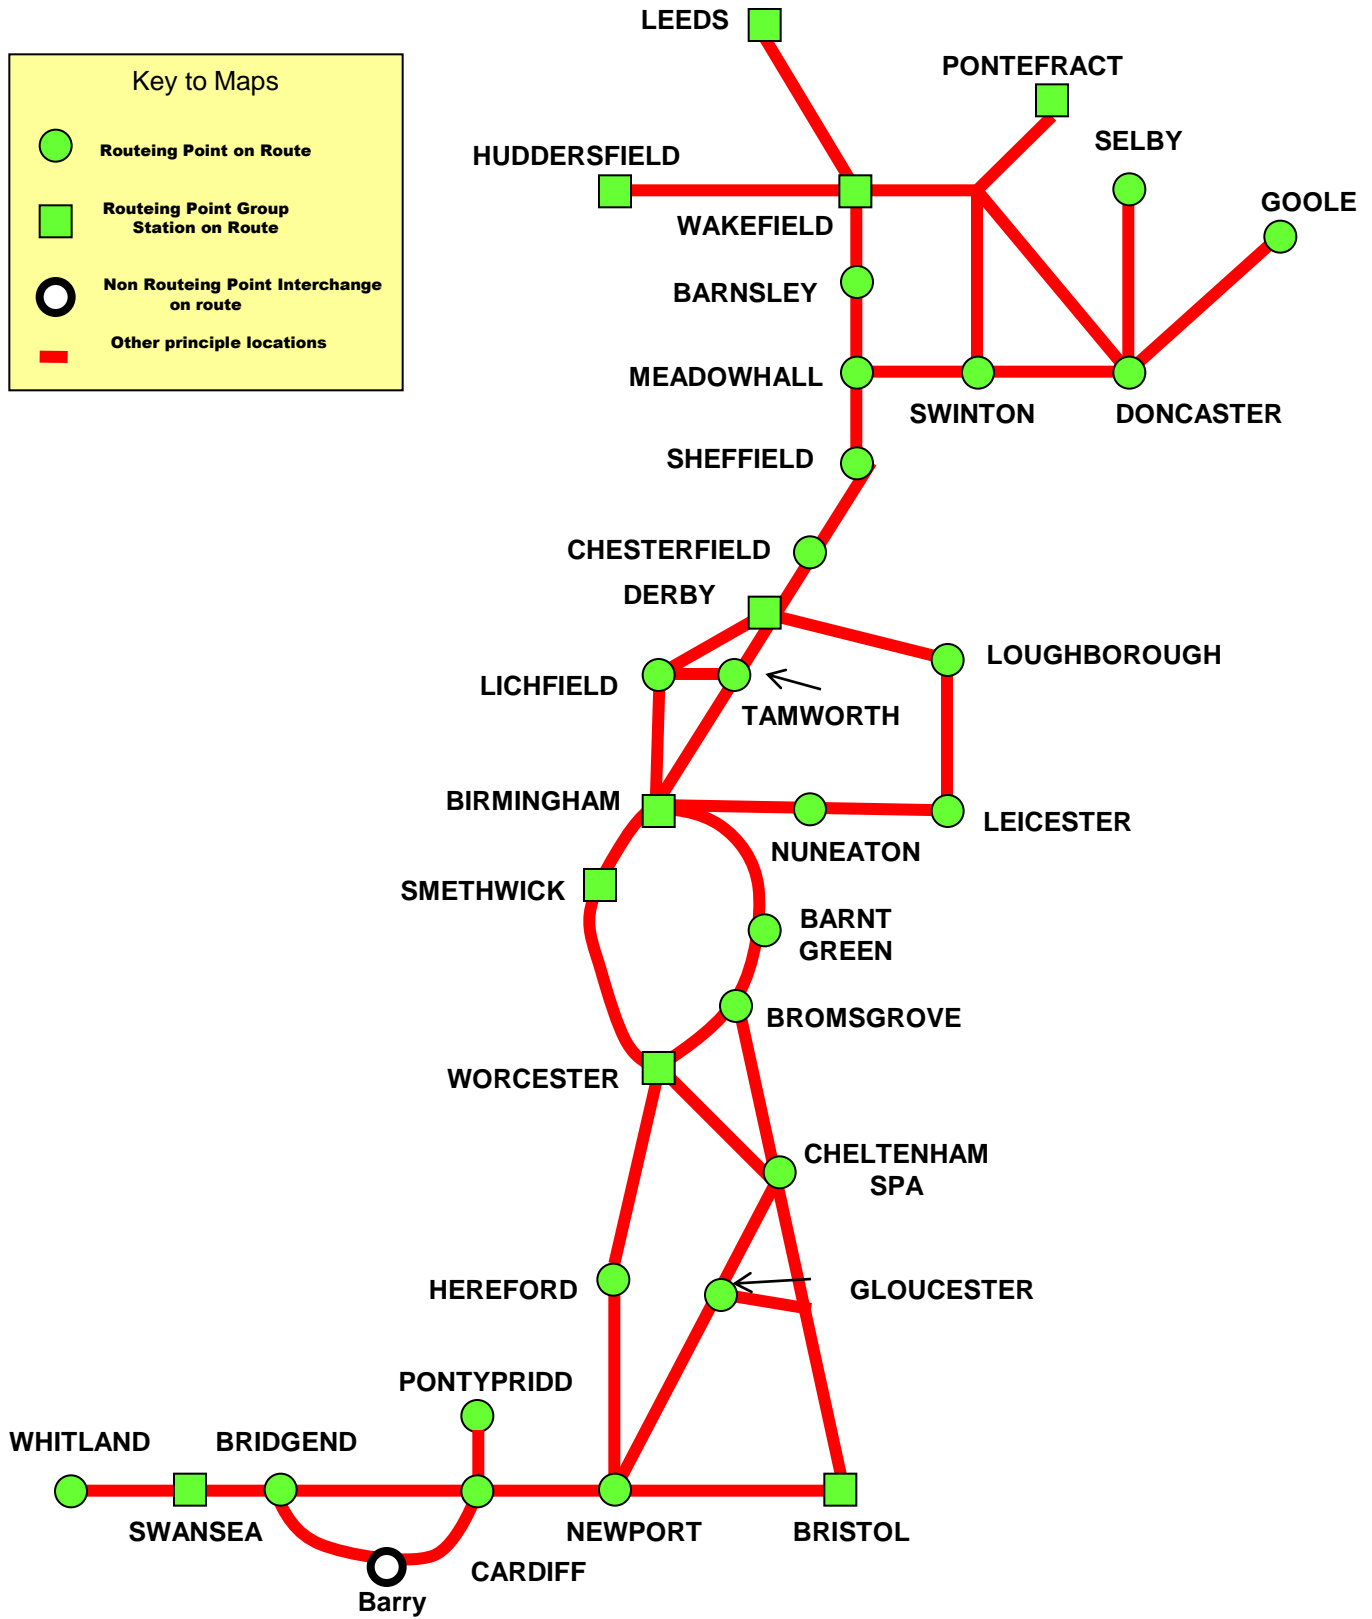 LEEDS
Key to Maps
Routeing Point on Route
Routeing Point Group
Station on Route
Non Routeing Point Interchange
on route
Other principle locations
PONTEFRACT
SELBY
HUDDERSFIELD
GOOLE
WAKEFIELD
BARNSLEY
MEADOWHALL
SWINTON
DONCASTER
SHEFFIELD
CHESTERFIELD
DERBY
LOUGHBOROUGH
LICHFIELD
TAMWORTH
BIRMINGHAM
LEICESTER
NUNEATON
SMETHWICK
BARNT
GREEN
BROMSGROVE
WORCESTER
CHELTENHAM
SPA
HEREFORD
GLOUCESTER
PONTYPRIDD
WHITLAND
BRIDGEND
SWANSEA
NEWPORT
BRISTOL
CARDIFF
Barry